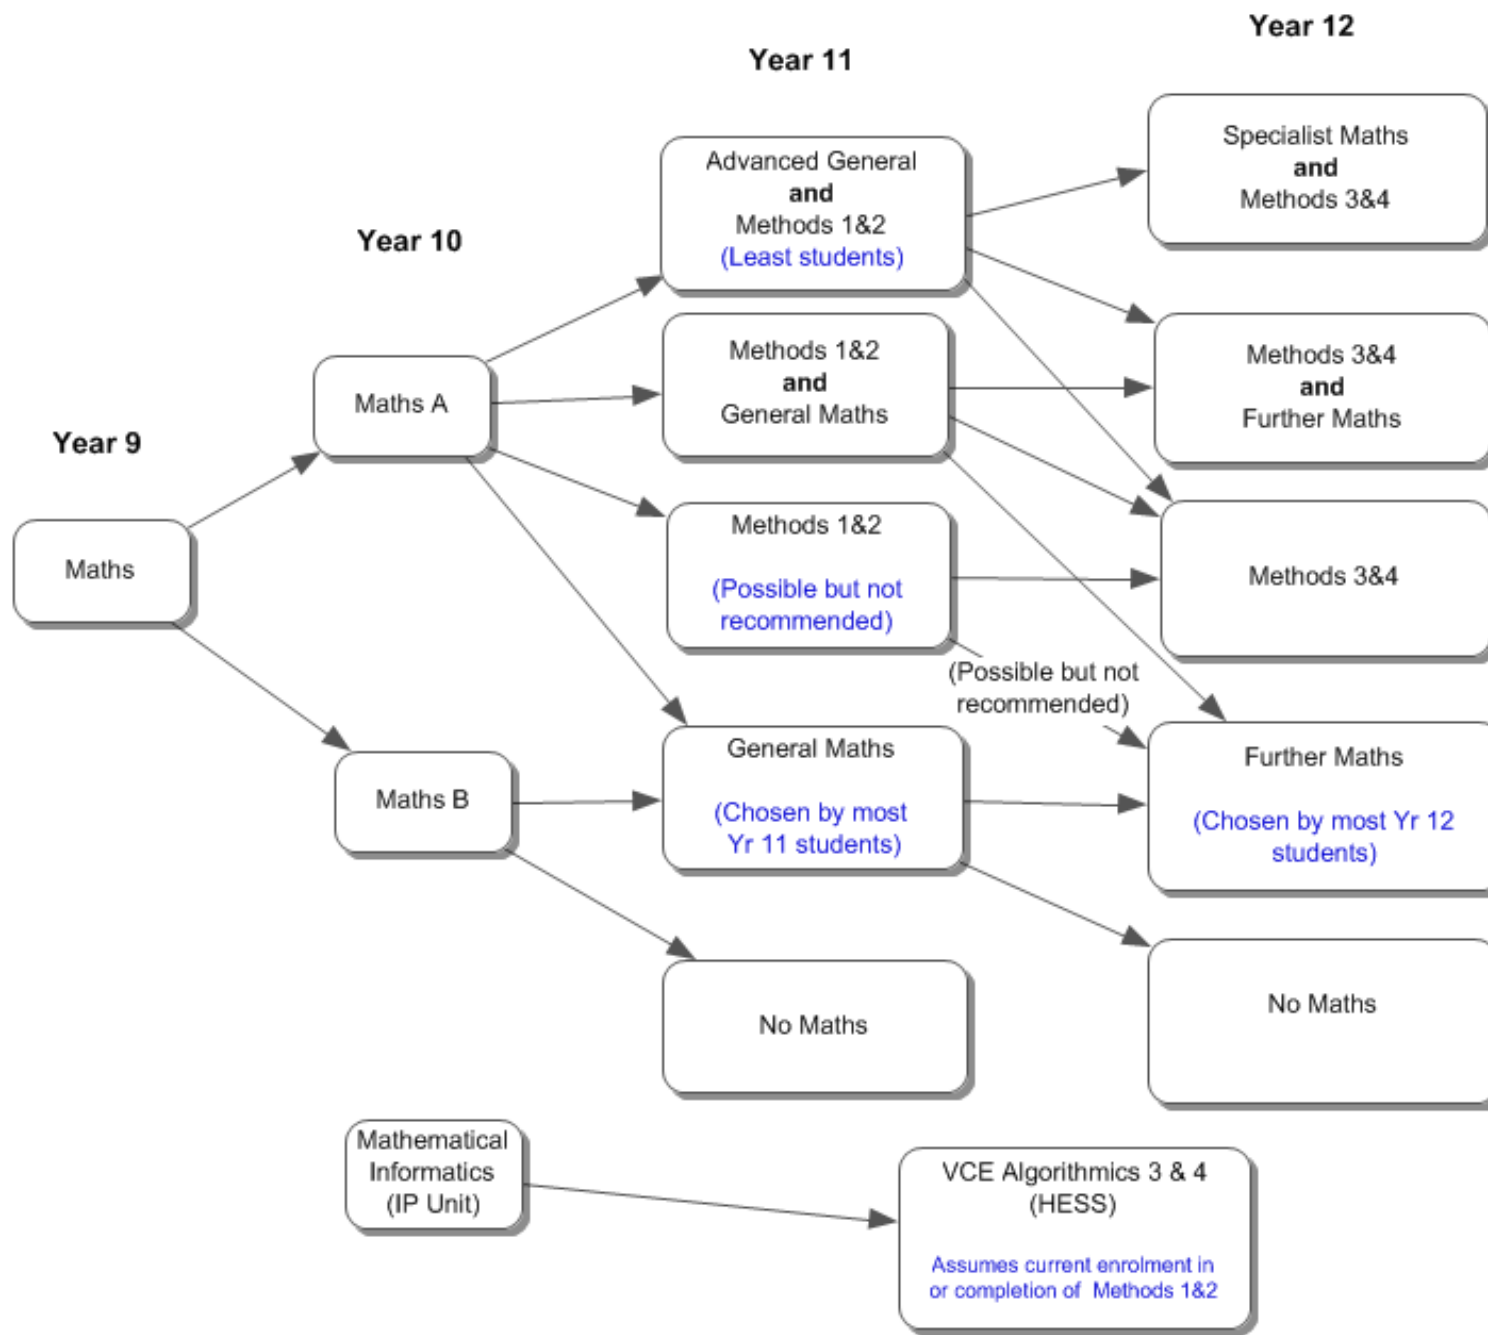 Year 9
Maths
Year 10
Maths A
Maths B
Mathematical
Informatics
(IP Unit)
Year 11
Advanced General
and
Methods 1&2
(Least students)
Methods 1&2
and
General Maths
Methods 1&2
(Possible but not
recommended)
General Maths
(Chosen by most
Yr 11 students)
No Maths
(Possible but not
recommended)
Year 12
Specialist Maths
and
Methods 3&4
Methods 3&4
and
Further Maths
Methods 3&4
Further Maths
(Chosen by most Yr 12
students)
No Maths
VCE Algorithmics 3 & 4
(HESS)
Assumes current enrolment in
or completion of Methods 1&2